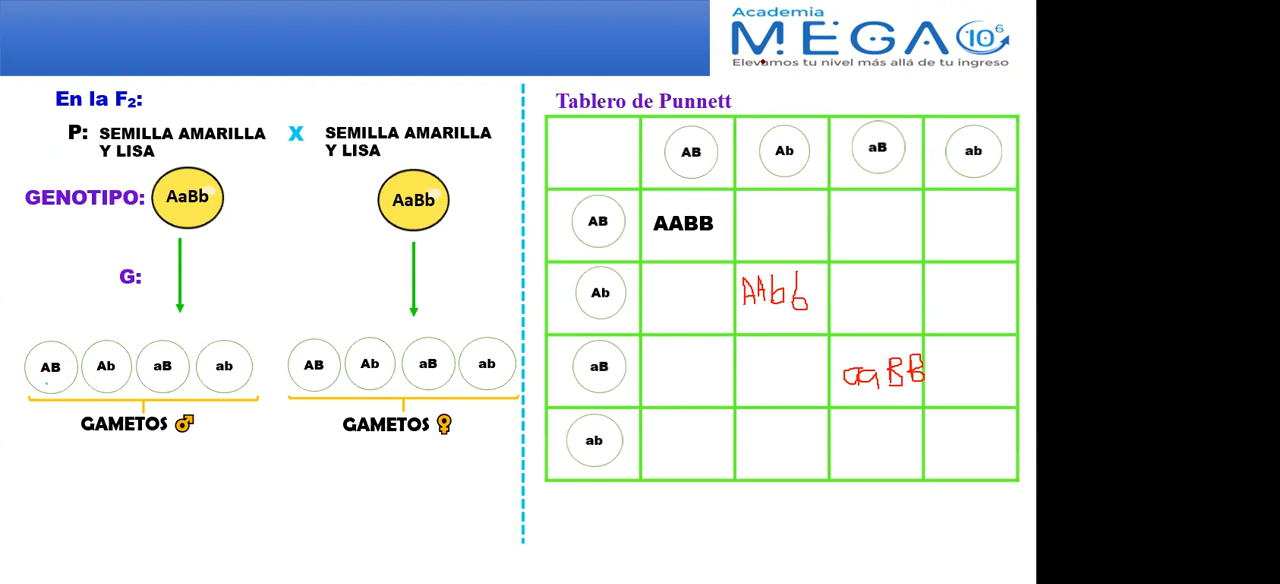 Academia
MEGA 10⁶
Elevamos tu nivel más allá de tu ingreso
En la F₂:
P: SEMILLA AMARILLA Y LISA X SEMILLA AMARILLA Y LISA
GENOTIPO: AaBb AaBb
G:
AB Ab aB ab AB Ab aB ab
GAMETOS ♂ GAMETOS ♀
Tablero de Punnett
AB Ab aB ab
AB AABB
Ab AAbb
aB aaBB
ab